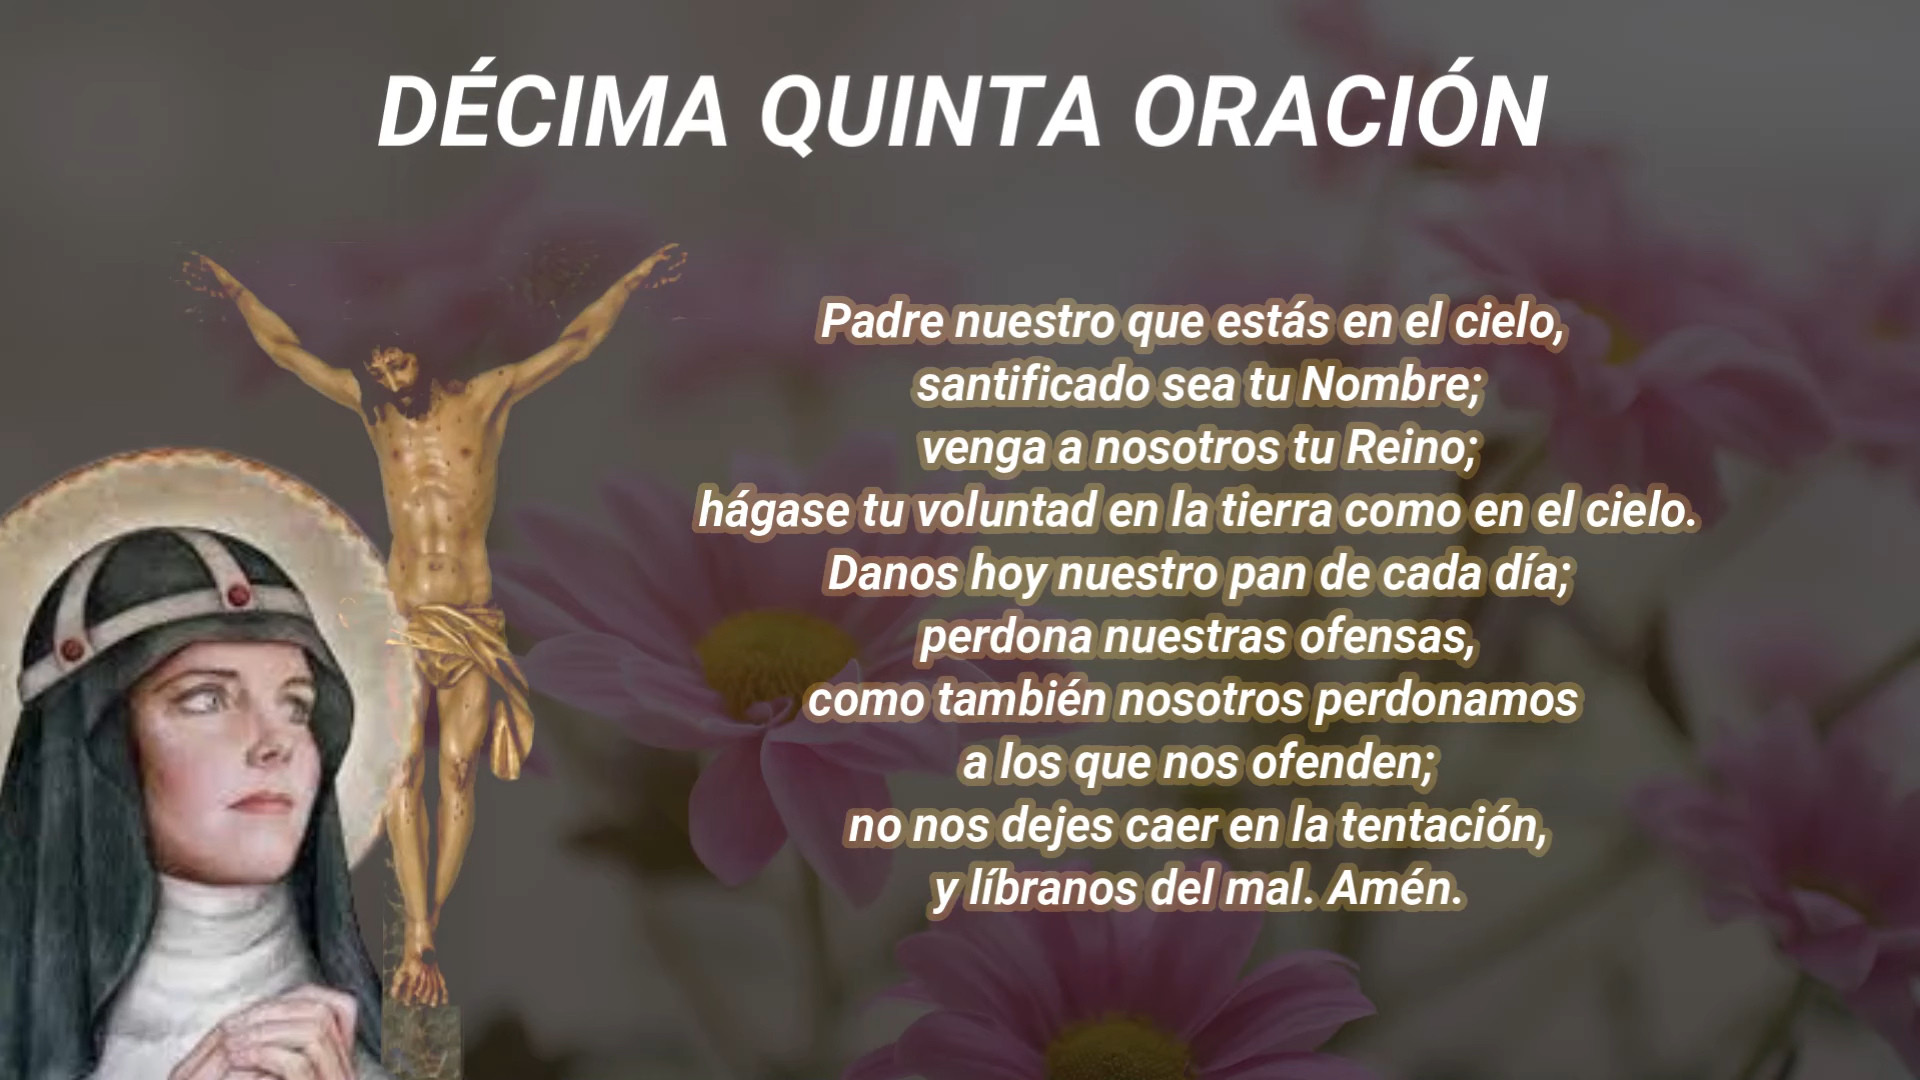 DÉCIMA QUINTA ORACIÓN
Padre nuestro que estás en el cielo,
santificado sea tu Nombre;
venga a nosotros tu Reino;
hágase tu voluntad en la tierra como en el cielo.
Danos hoy nuestro pan de cada día;
perdona nuestras ofensas,
como también nosotros perdonamos
a los que nos ofenden;
no nos dejes caer en la tentación,
y líbranos del mal. Amén.